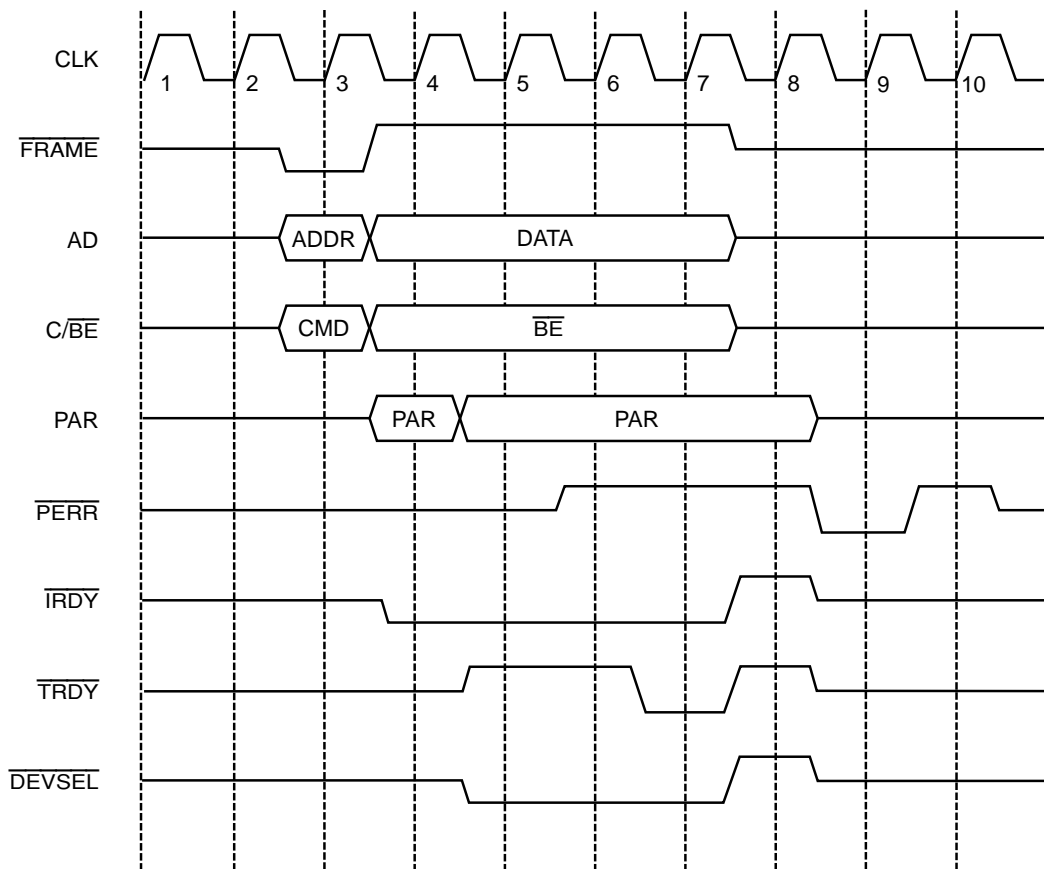 CLK
1 2 3 4 5 6 7 8 9 10
FRAME
AD ADDR DATA
C/BE CMD BE
PAR PAR PAR
PERR
IRDY
TRDY
DEVSEL